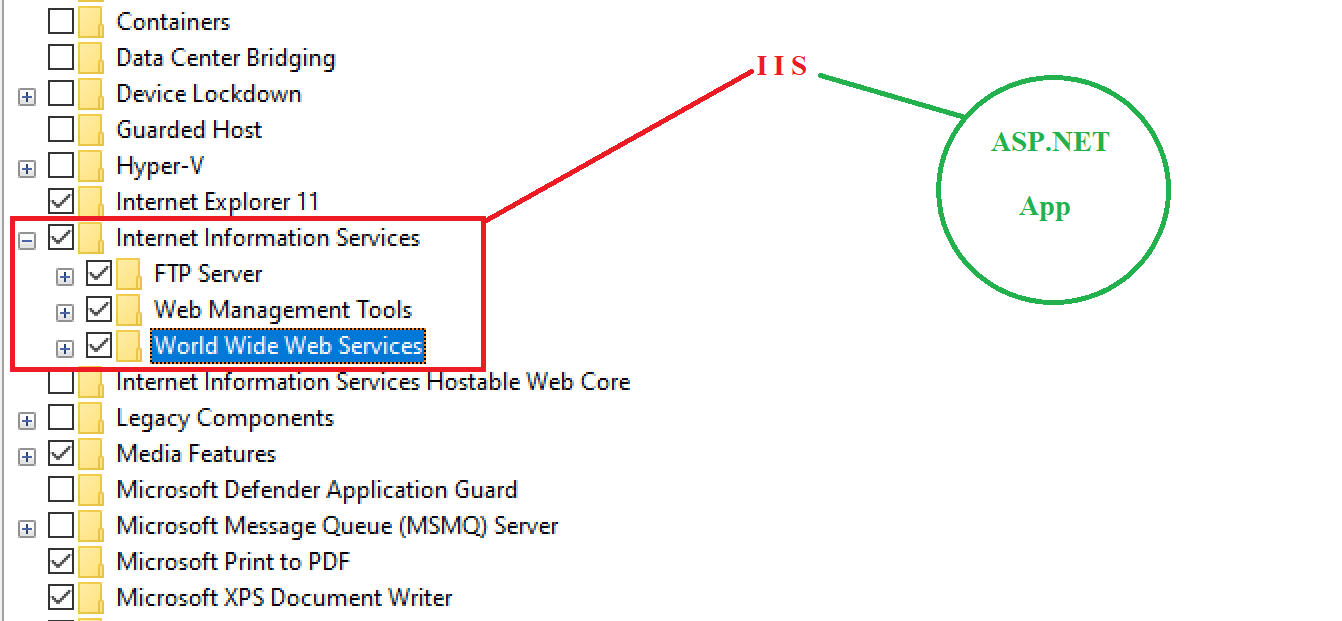 Containers
Data Center Bridging
Device Lockdown
Guarded Host
Hyper-V
Internet Explorer 11
Internet Information Services
FTP Server
Web Management Tools
World Wide Web Services
Internet Information Services Hostable Web Core
Legacy Components
Media Features
Microsoft Defender Application Guard
Microsoft Message Queue (MSMQ) Server
Microsoft Print to PDF
Microsoft XPS Document Writer
I I S
ASP.NET
App